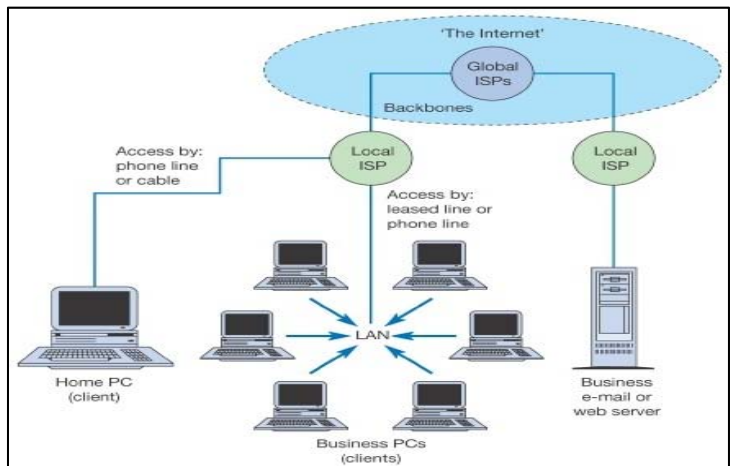 'The Internet'
Global
ISPs
Backbones
Access by:
phone line
or cable
Local
ISP
Local
ISP
Access by:
leased line or
phone line
LAN
Home PC
(client)
Business PCs
(clients)
Business
e-mail or
web server